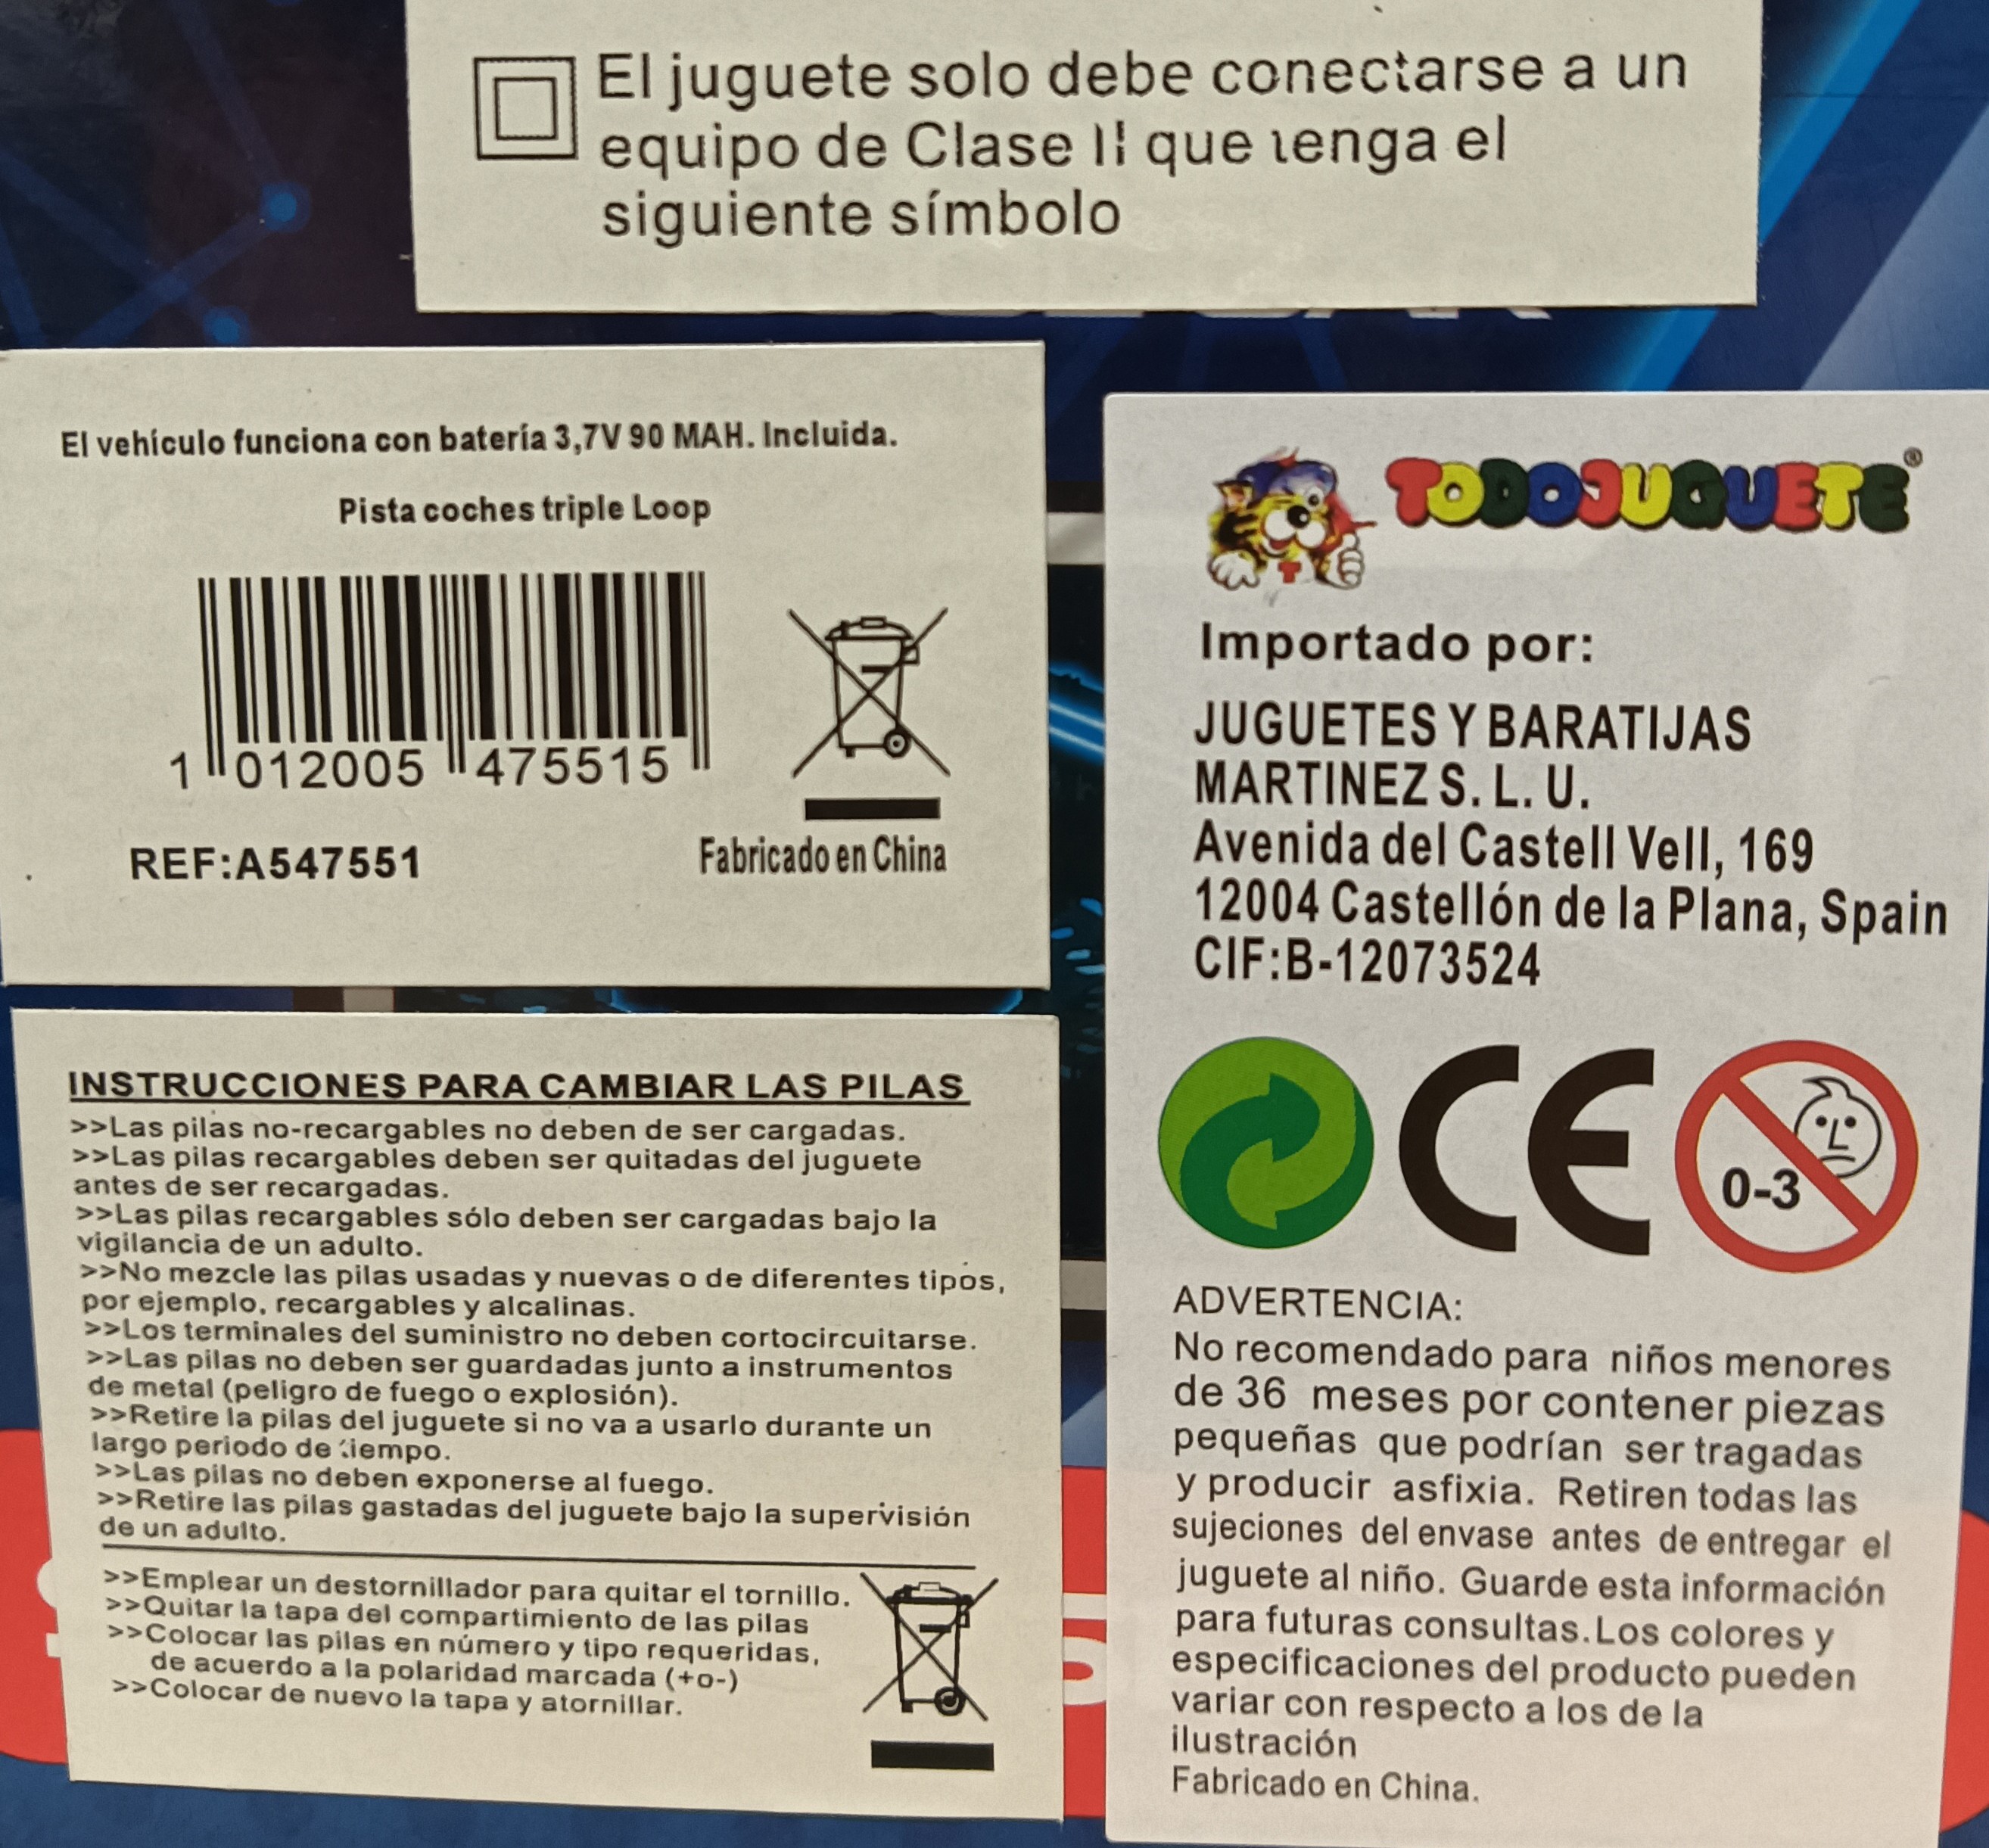 El juguete solo debe conectarse a un
equipo de Clase II que tenga el
siguiente símbolo
El vehículo funciona con batería 3,7V 90 MAH. Incluida.
Pista coches triple Loop
1 012005 475515
REF:A547551
Fabricado en China
INSTRUCCIONES PARA CAMBIAR LAS PILAS
>>Las pilas no-recargables no deben de ser cargadas.
>>Las pilas recargables deben ser quitadas del juguete
antes de ser recargadas.
>>Las pilas recargables sólo deben ser cargadas bajo la
vigilancia de un adulto.
>>No mezcle las pilas usadas y nuevas o de diferentes tipos,
por ejemplo, recargables y alcalinas.
>>Los terminales del suministro no deben cortocircuitarse.
>>Las pilas no deben ser guardadas junto a instrumentos
de metal (peligro de fuego o explosión).
>>Retire la pilas del juguete si no va a usarlo durante un
largo periodo de tiempo.
>>Las pilas no deben exponerse al fuego.
>>Retire las pilas gastadas del juguete bajo la supervisión
de un adulto.
>>Emplear un destornillador para quitar el tornillo.
>>Quitar la tapa del compartimiento de las pilas
>>Colocar las pilas en número y tipo requeridas,
de acuerdo a la polaridad marcada (+o-)
>>Colocar de nuevo la tapa y atornillar.
TODOJUGUETE®
Importado por:
JUGUETES Y BARATIJAS
MARTINEZ S. L. U.
Avenida del Castell Vell, 169
12004 Castellón de la Plana, Spain
CIF:B-12073524
CE
0-3
ADVERTENCIA:
No recomendado para niños menores
de 36 meses por contener piezas
pequeñas que podrían ser tragadas
y producir asfixia. Retiren todas las
sujeciones del envase antes de entregar el
juguete al niño. Guarde esta información
para futuras consultas.Los colores y
especificaciones del producto pueden
variar con respecto a los de la
ilustración
Fabricado en China.